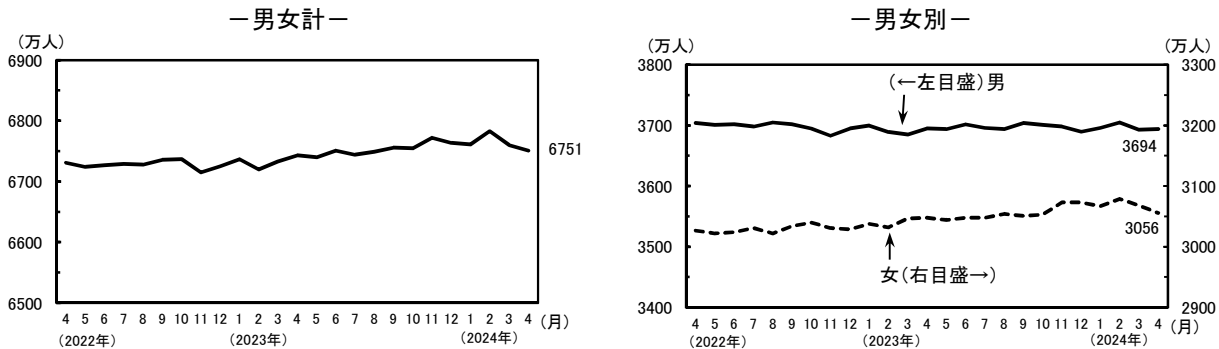 －男女計－
(万人)
6900
6800
6700
6600
6500
6751
4 5 6 7 8 9 10 11 12 1 2 3 4 5 6 7 8 9 10 11 12 1 2 3 4 (月)
(2022年) (2023年) (2024年)
－男女別－
(万人) (万人)
3800 3300
(←左目盛)男
3700 3200
3694
3600 3100
3056
3500 3000
女(右目盛→)
3400 2900
4 5 6 7 8 9 10 11 12 1 2 3 4 5 6 7 8 9 10 11 12 1 2 3 4 (月)
(2022年) (2023年) (2024年)